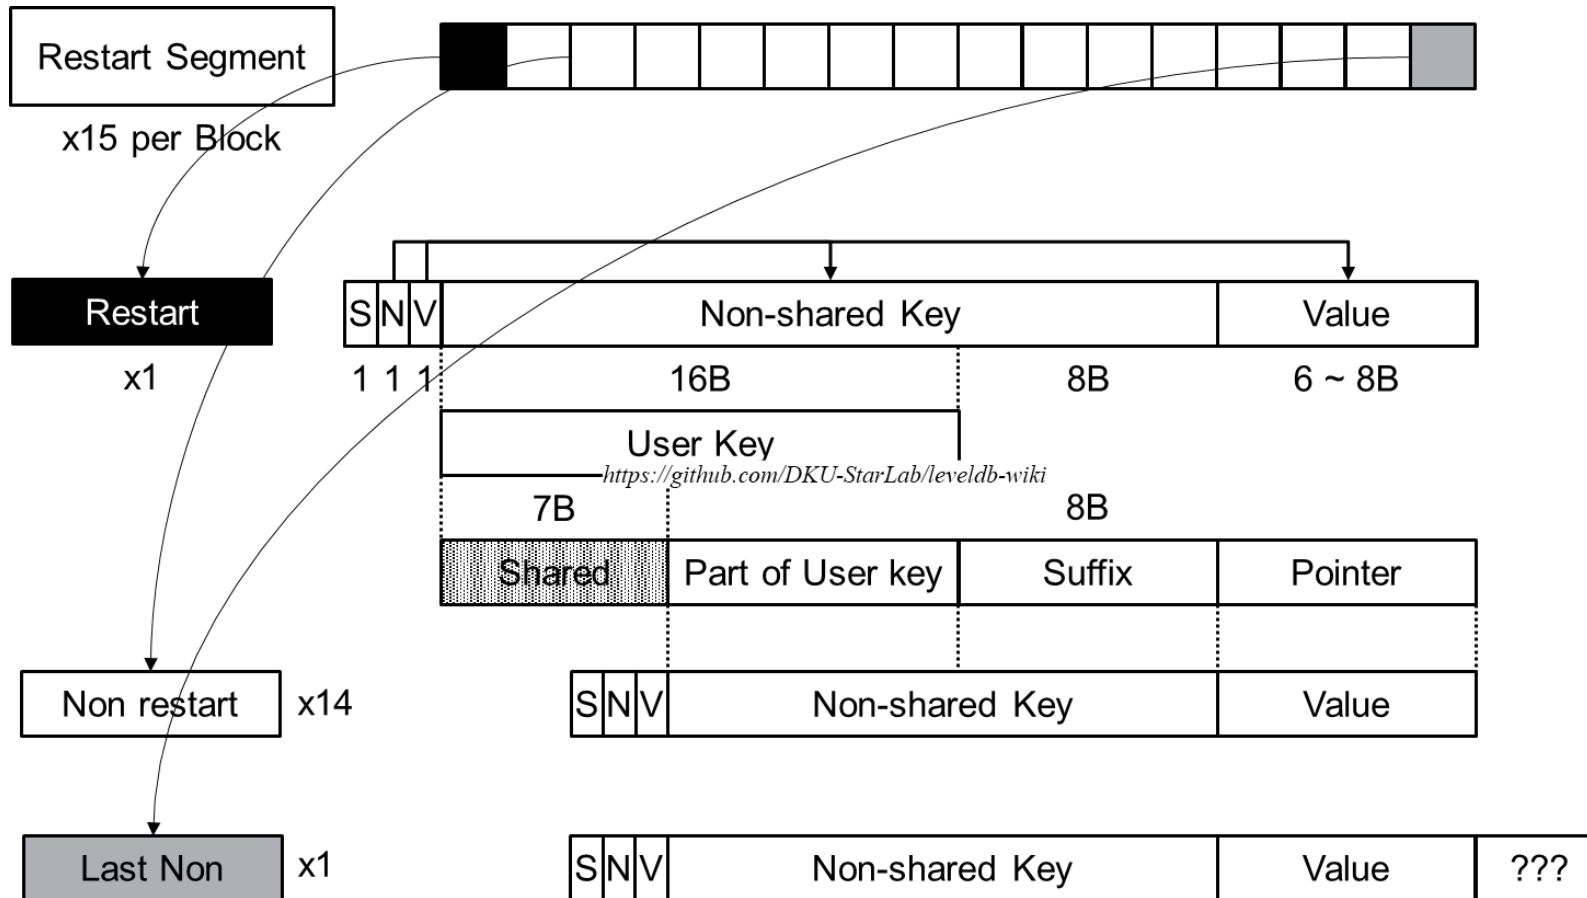 Restart Segment
x15 per Block
Restart
x1
S N V Non-shared Key Value
1 1 1 16B 8B 6 ~ 8B
User Key
https://github.com/DKU-StarLab/leveldb-wiki
7B 8B
Shared Part of User key Suffix Pointer
Non restart x14
S N V Non-shared Key Value
Last Non x1
S N V Non-shared Key Value ???